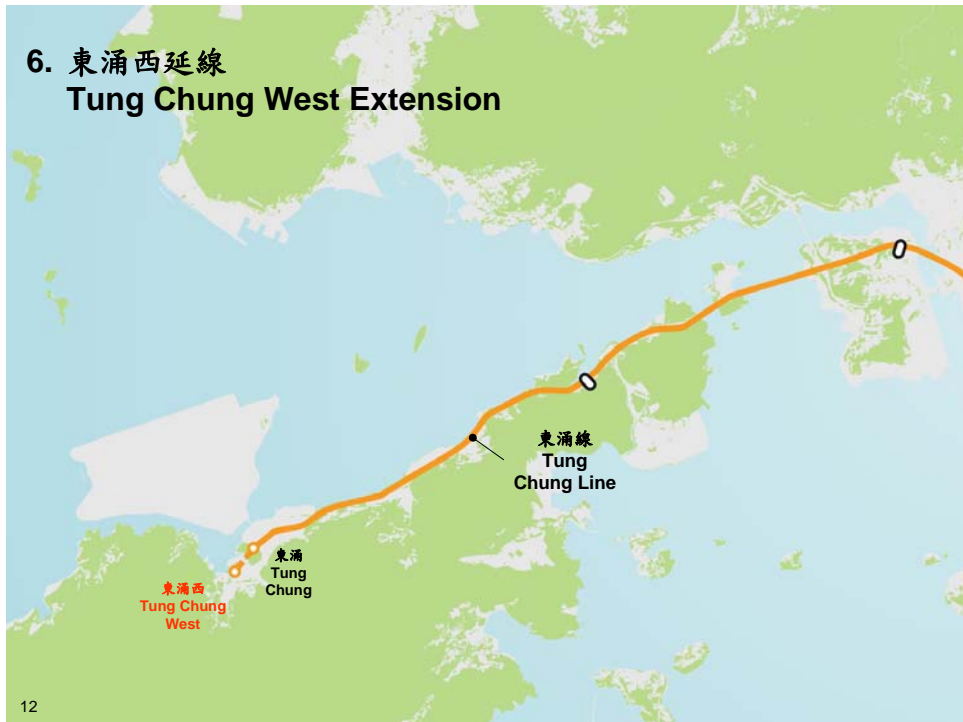 6. 東涌西延線
Tung Chung West Extension
東涌線
Tung
Chung Line
東涌
Tung
Chung
東涌西
Tung Chung
West
12